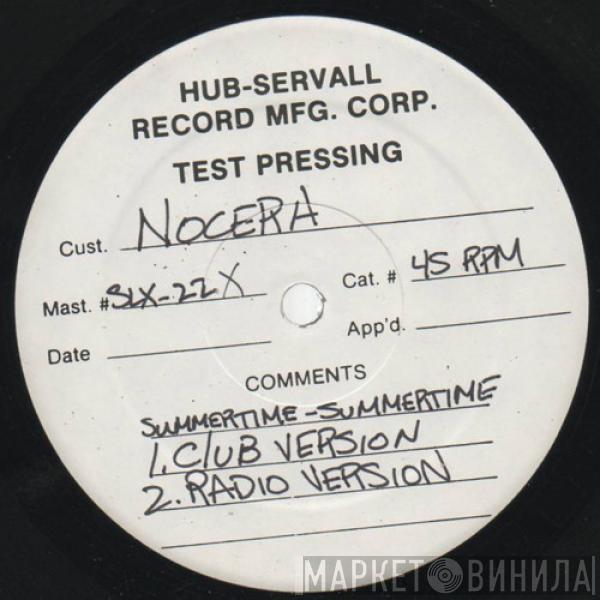 HUB-SERVALL
RECORD MFG. CORP.
TEST PRESSING
Cust. NOCERA
Mast. #SLX-22X Cat. # 45 RPM
Date App'd.
COMMENTS
SUMMERTIME-SUMMERTIME
1. Club VERSION
2. RADIO VERSION
МАРКЕТ ВИНИЛА